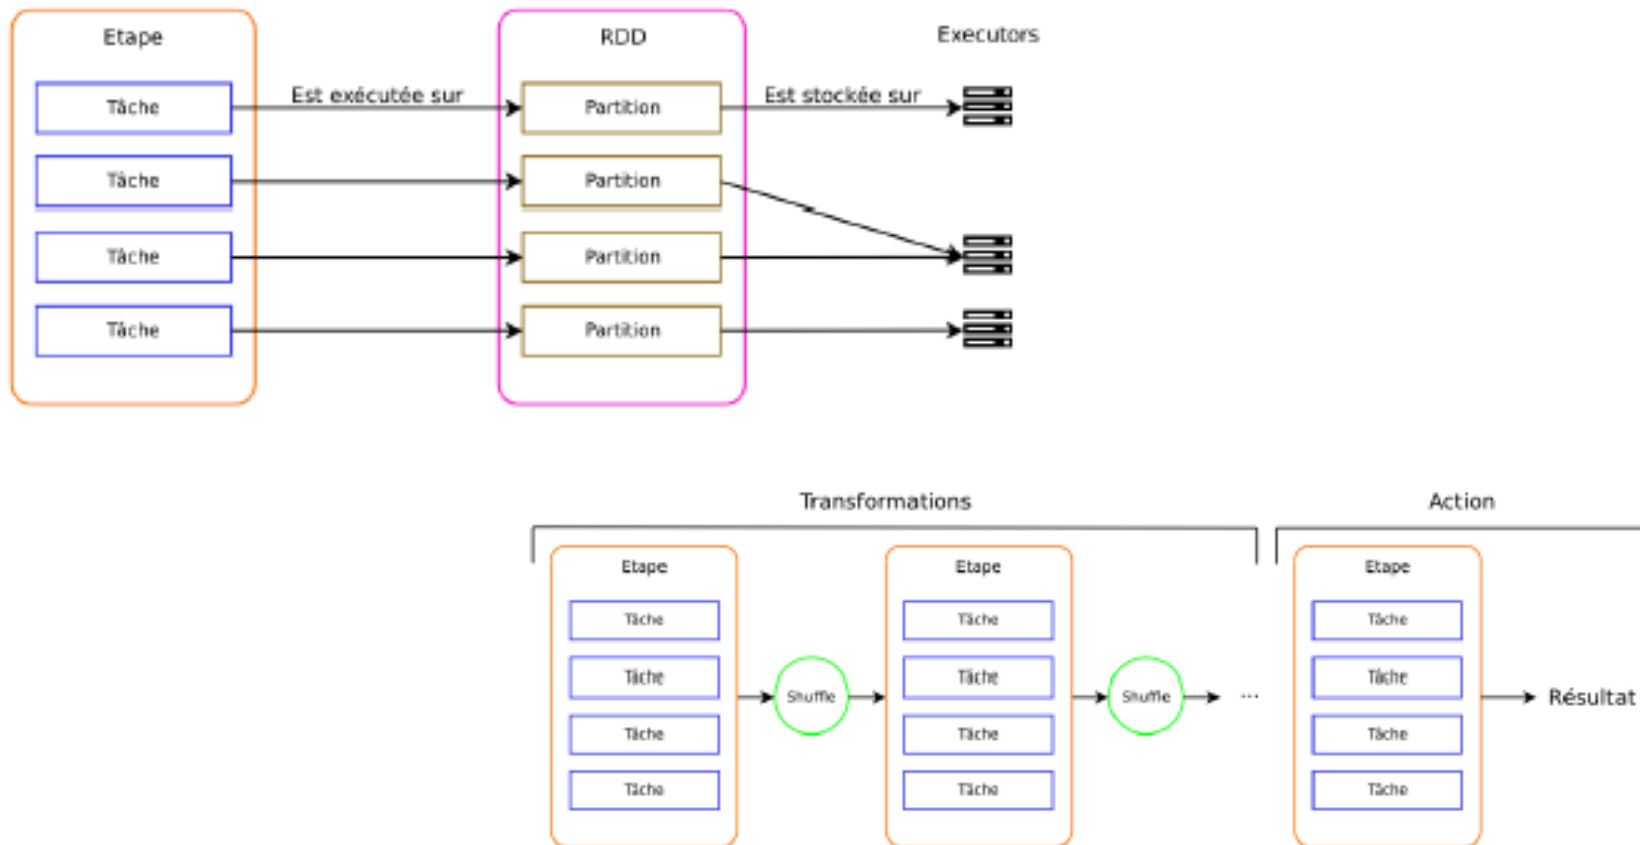 Etape
RDD
Executors
Tâche
Est exécutée sur
Partition
Est stockée sur
Tâche
Partition
Tâche
Partition
Tâche
Partition
Transformations
Action
Etape
Etape
Etape
Tâche
Tâche
Tâche
Tâche
Tâche
Tâche
Shuffle
Shuffle
...
Résultat
Tâche
Tâche
Tâche
Tâche
Tâche
Tâche